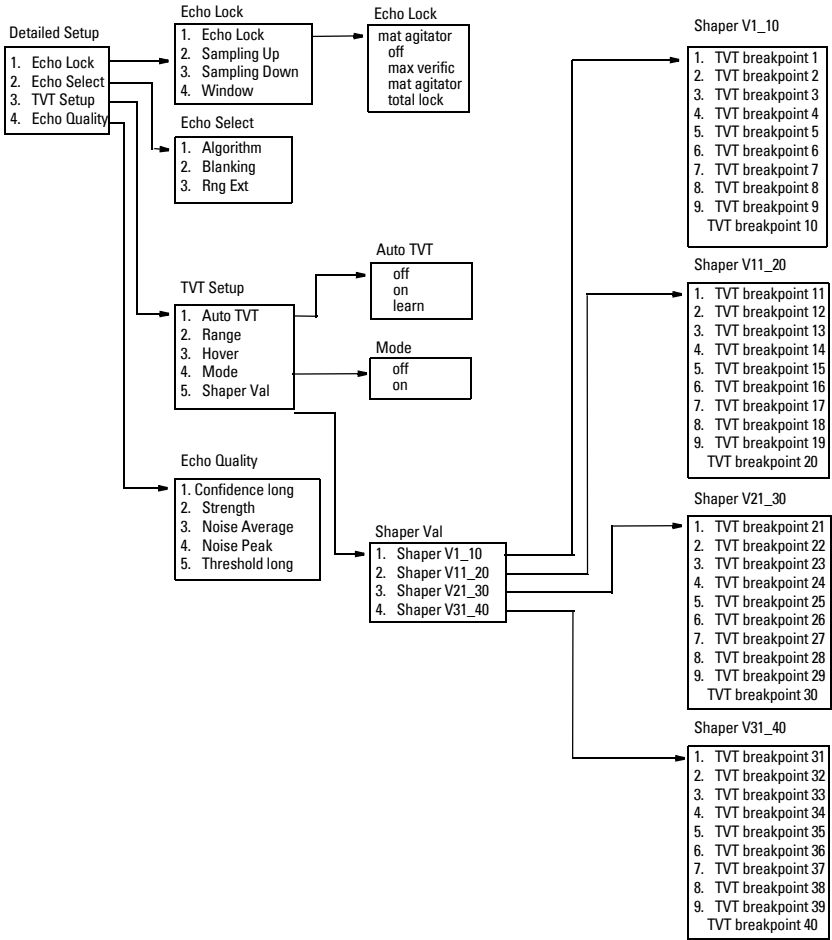 Detailed Setup
1. Echo Lock
2. Echo Select
3. TVT Setup
4. Echo Quality
Echo Lock
1. Echo Lock
2. Sampling Up
3. Sampling Down
4. Window
Echo Lock
mat agitator
off
max verific
mat agitator
total lock
Echo Select
1. Algorithm
2. Blanking
3. Rng Ext
TVT Setup
1. Auto TVT
2. Range
3. Hover
4. Mode
5. Shaper Val
Auto TVT
off
on
learn
Mode
off
on
Echo Quality
1. Confidence long
2. Strength
3. Noise Average
4. Noise Peak
5. Threshold long
Shaper Val
1. Shaper V1_10
2. Shaper V11_20
3. Shaper V21_30
4. Shaper V31_40
Shaper V1_10
1. TVT breakpoint 1
2. TVT breakpoint 2
3. TVT breakpoint 3
4. TVT breakpoint 4
5. TVT breakpoint 5
6. TVT breakpoint 6
7. TVT breakpoint 7
8. TVT breakpoint 8
9. TVT breakpoint 9
TVT breakpoint 10
Shaper V11_20
1. TVT breakpoint 11
2. TVT breakpoint 12
3. TVT breakpoint 13
4. TVT breakpoint 14
5. TVT breakpoint 15
6. TVT breakpoint 16
7. TVT breakpoint 17
8. TVT breakpoint 18
9. TVT breakpoint 19
TVT breakpoint 20
Shaper V21_30
1. TVT breakpoint 21
2. TVT breakpoint 22
3. TVT breakpoint 23
4. TVT breakpoint 24
5. TVT breakpoint 25
6. TVT breakpoint 26
7. TVT breakpoint 27
8. TVT breakpoint 28
9. TVT breakpoint 29
TVT breakpoint 30
Shaper V31_40
1. TVT breakpoint 31
2. TVT breakpoint 32
3. TVT breakpoint 33
4. TVT breakpoint 34
5. TVT breakpoint 35
6. TVT breakpoint 36
7. TVT breakpoint 37
8. TVT breakpoint 38
9. TVT breakpoint 39
TVT breakpoint 40